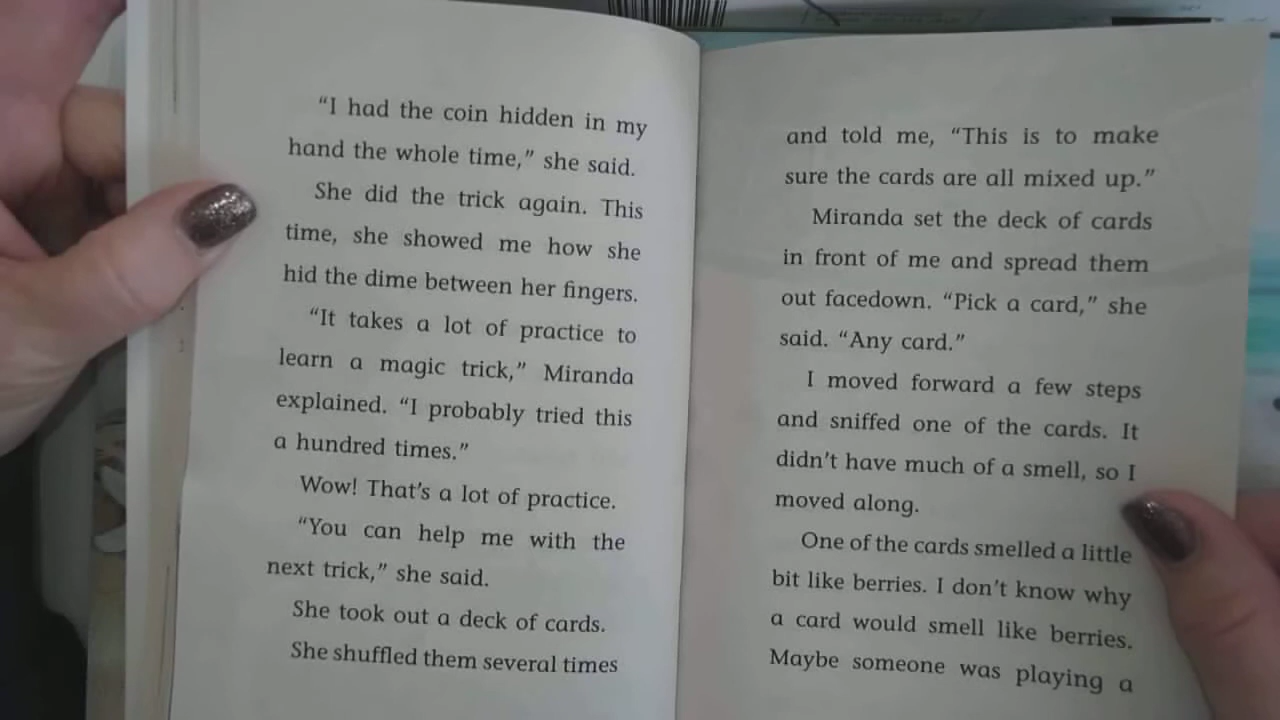 “I had the coin hidden in my
hand the whole time,” she said.
She did the trick again. This
time, she showed me how she
hid the dime between her fingers.
“It takes a lot of practice to
learn a magic trick,” Miranda
explained. “I probably tried this
a hundred times.”
Wow! That’s a lot of practice.
“You can help me with the
next trick,” she said.
She took out a deck of cards.
She shuffled them several times
and told me, “This is to make
sure the cards are all mixed up.”
Miranda set the deck of cards
in front of me and spread them
out facedown. “Pick a card,” she
said. “Any card.”
I moved forward a few steps
and sniffed one of the cards. It
didn’t have much of a smell, so I
moved along.
One of the cards smelled a little
bit like berries. I don’t know why
a card would smell like berries.
Maybe someone was playing a